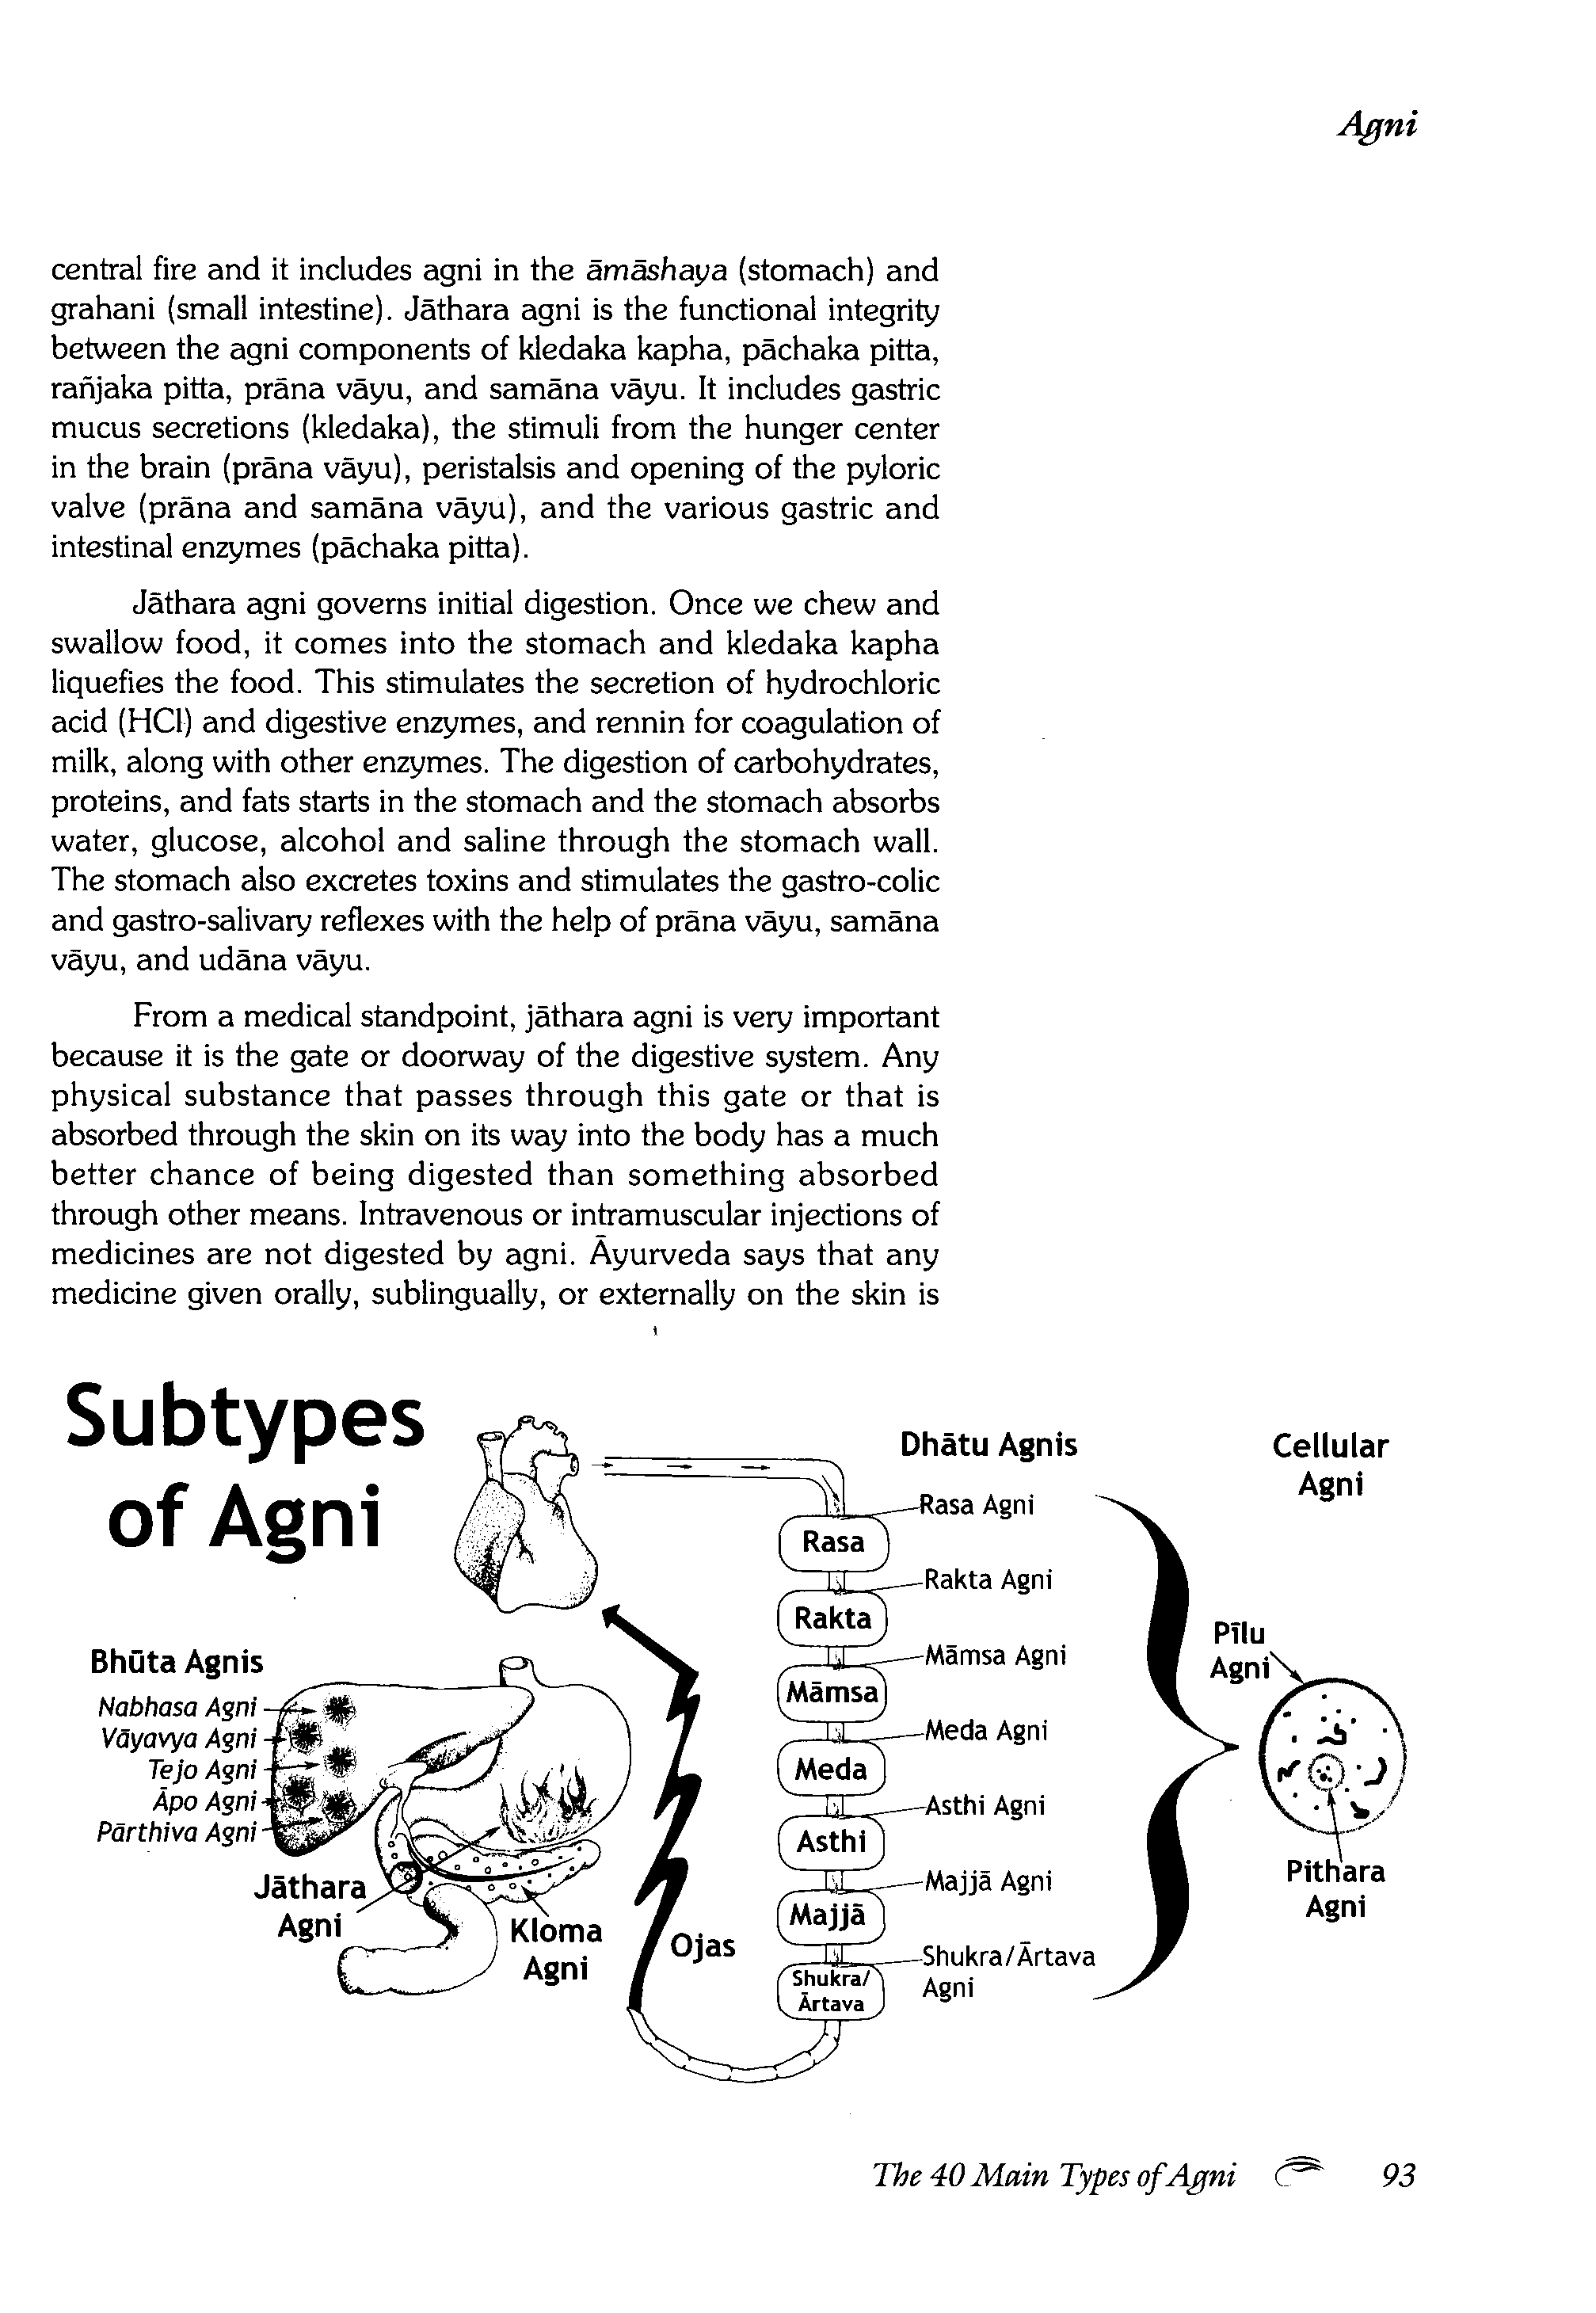 Agni
central fire and it includes agni in the āmāshaya (stomach) and
grahani (small intestine). Jāthara agni is the functional integrity
between the agni components of kledaka kapha, pāchaka pitta,
rañjaka pitta, prāna vāyu, and samāna vāyu. It includes gastric
mucus secretions (kledaka), the stimuli from the hunger center
in the brain (prāna vāyu), peristalsis and opening of the pyloric
valve (prāna and samāna vāyu), and the various gastric and
intestinal enzymes (pāchaka pitta).
Jāthara agni governs initial digestion. Once we chew and
swallow food, it comes into the stomach and kledaka kapha
liquefies the food. This stimulates the secretion of hydrochloric
acid (HCl) and digestive enzymes, and rennin for coagulation of
milk, along with other enzymes. The digestion of carbohydrates,
proteins, and fats starts in the stomach and the stomach absorbs
water, glucose, alcohol and saline through the stomach wall.
The stomach also excretes toxins and stimulates the gastro-colic
and gastro-salivary reflexes with the help of prāna vāyu, samāna
vāyu, and udāna vāyu.
From a medical standpoint, jāthara agni is very important
because it is the gate or doorway of the digestive system. Any
physical substance that passes through this gate or that is
absorbed through the skin on its way into the body has a much
better chance of being digested than something absorbed
through other means. Intravenous or intramuscular injections of
medicines are not digested by agni. Āyurveda says that any
medicine given orally, sublingually, or externally on the skin is
Subtypes
of Agni
Bhūta Agnis
Nabhasa Agni
Vāyavya Agni
Tejo Agni
Āpo Agni
Pārthiva Agni
Jāthara
Agni
Kloma
Agni
Ojas
Dhātu Agnis
Rasa Agni
Rasa
Rakta Agni
Rakta
Māmsa Agni
Māmsa
Meda Agni
Meda
Asthi Agni
Asthi
Majjā Agni
Majjā
Shukra/Ārtava
Agni
Shukra/
Ārtava
Cellular
Agni
Pīlu
Agni
Pithara
Agni
The 40 Main Types of Agni 93